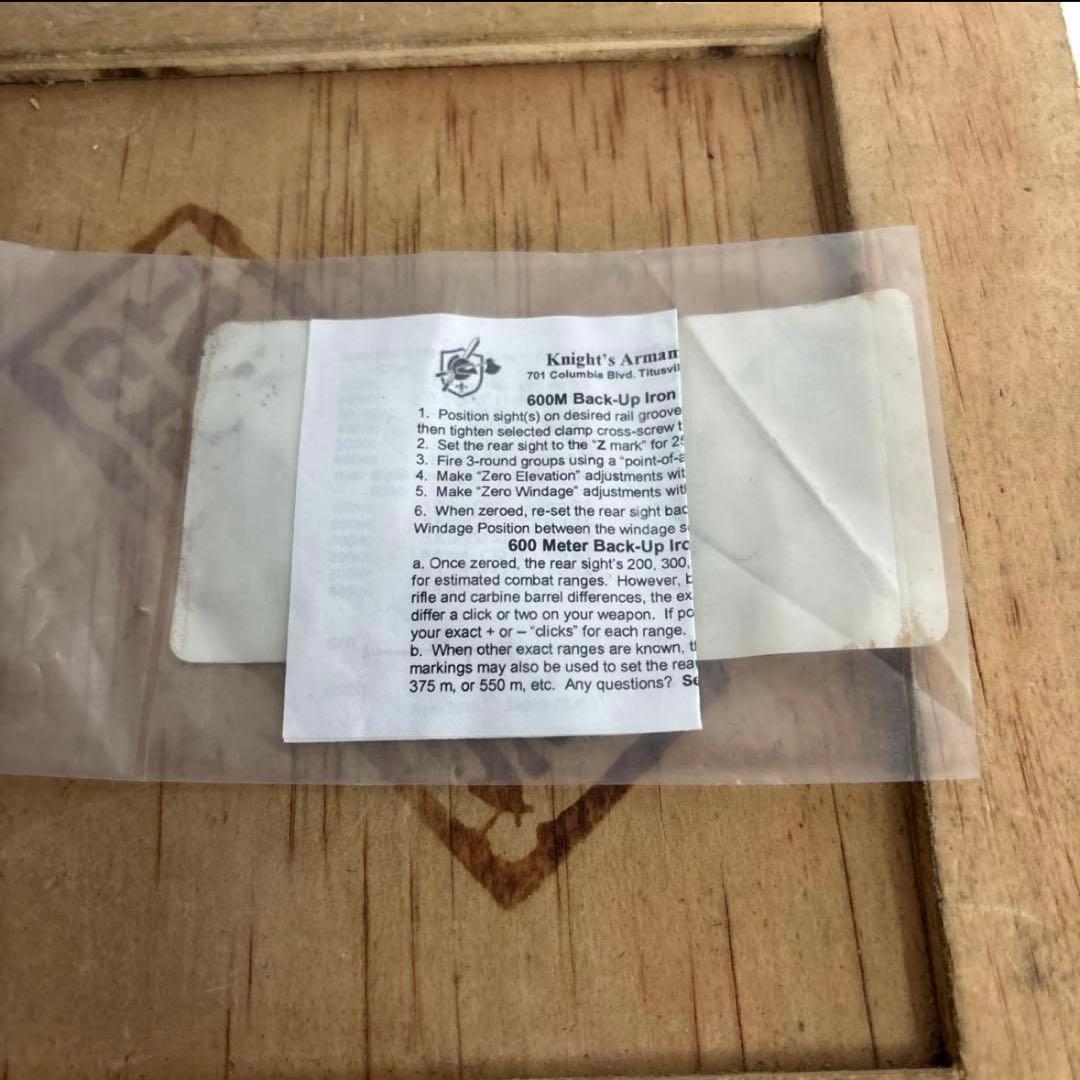 Knight's Arman
701 Columbia Blvd. Titusvil
600M Back-Up Iron
1. Position sight(s) on desired rail groove
then tighten selected clamp cross-screw t
2. Set the rear sight to the "Z mark" for 25
3. Fire 3-round groups using a "point-of-a
4. Make "Zero Elevation" adjustments wit
5. Make "Zero Windage" adjustments with
6. When zeroed, re-set the rear sight bac
Windage Position between the windage s
600 Meter Back-Up Iro
a. Once zeroed, the rear sight's 200, 300,
for estimated combat ranges. However, b
rifle and carbine barrel differences, the ex
differ a click or two on your weapon. If po
your exact + or – "clicks" for each range.
b. When other exact ranges are known, t
markings may also be used to set the rea
375 m, or 550 m, etc. Any questions? Se